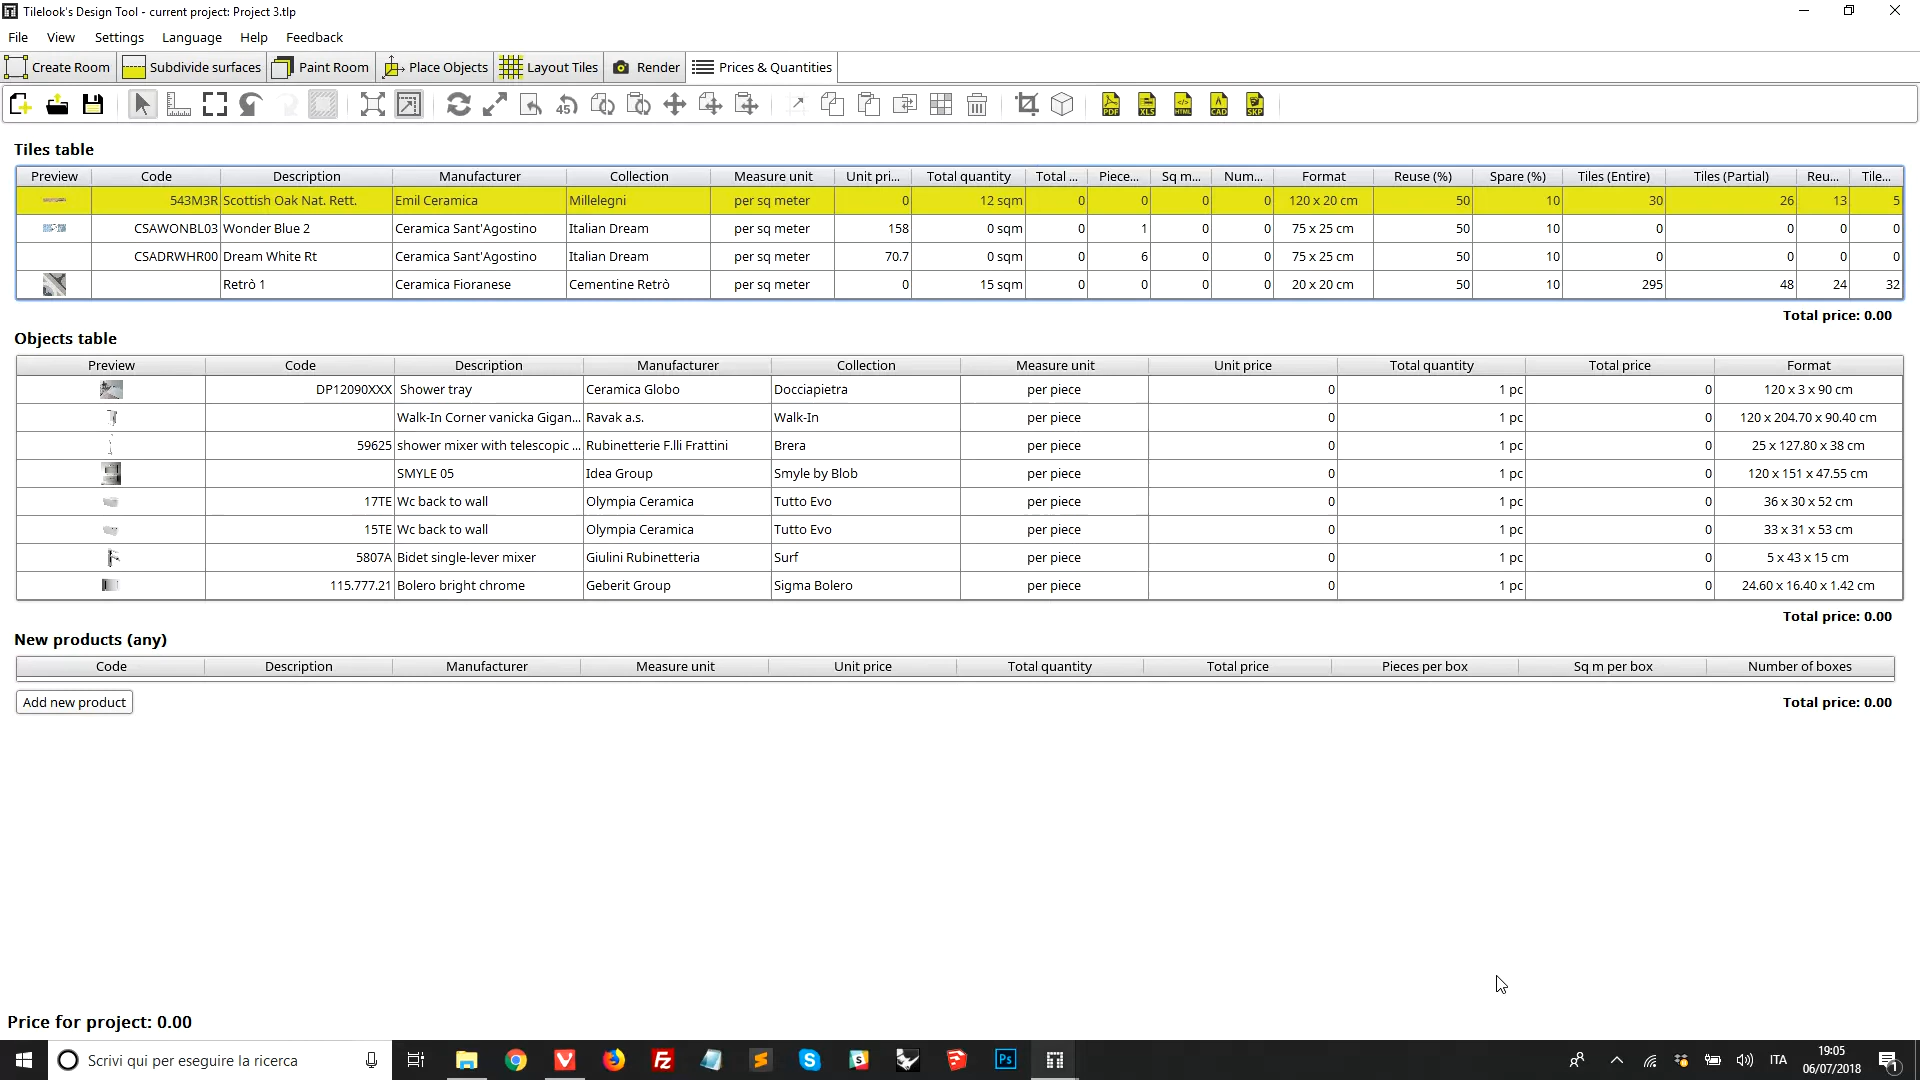 Tilelook's Design Tool - current project: Project 3.tlp
File View Settings Language Help Feedback
Create Room Subdivide surfaces Paint Room Place Objects Layout Tiles Render Prices & Quantities
45 PDF XLS HTML CAD SKP
Tiles table
Preview Code Description Manufacturer Collection Measure unit Unit pri... Total quantity Total ... Piece... Sq m... Num... Format Reuse (%) Spare (%) Tiles (Entire) Tiles (Partial) Reu... Tile...
543M3R Scottish Oak Nat. Rett. Emil Ceramica Millelegni per sq meter 0 12 sqm 0 0 0 0 120 x 20 cm 50 10 30 26 13 5
CSAWONBL03 Wonder Blue 2 Ceramica Sant'Agostino Italian Dream per sq meter 158 0 sqm 0 1 0 0 75 x 25 cm 50 10 0 0 0 0
CSADRWHR00 Dream White Rt Ceramica Sant'Agostino Italian Dream per sq meter 70.7 0 sqm 0 6 0 0 75 x 25 cm 50 10 0 0 0 0
Retrò 1 Ceramica Fioranese Cementine Retrò per sq meter 0 15 sqm 0 0 0 0 20 x 20 cm 50 10 295 48 24 32
Total price: 0.00
Objects table
Preview Code Description Manufacturer Collection Measure unit Unit price Total quantity Total price Format
DP12090XXX Shower tray Ceramica Globo Docciapietra per piece 0 1 pc 0 120 x 3 x 90 cm
Walk-In Corner vanicka Gigan... Ravak a.s. Walk-In per piece 0 1 pc 0 120 x 204.70 x 90.40 cm
59625 shower mixer with telescopic ... Rubinetterie F.lli Frattini Brera per piece 0 1 pc 0 25 x 127.80 x 38 cm
SMYLE 05 Idea Group Smyle by Blob per piece 0 1 pc 0 120 x 151 x 47.55 cm
17TE Wc back to wall Olympia Ceramica Tutto Evo per piece 0 1 pc 0 36 x 30 x 52 cm
15TE Wc back to wall Olympia Ceramica Tutto Evo per piece 0 1 pc 0 33 x 31 x 53 cm
5807A Bidet single-lever mixer Giulini Rubinetteria Surf per piece 0 1 pc 0 5 x 43 x 15 cm
115.777.21 Bolero bright chrome Geberit Group Sigma Bolero per piece 0 1 pc 0 24.60 x 16.40 x 1.42 cm
Total price: 0.00
New products (any)
Code Description Manufacturer Measure unit Unit price Total quantity Total price Pieces per box Sq m per box Number of boxes
Add new product Total price: 0.00
Price for project: 0.00
Scrivi qui per eseguire la ricerca Fz Ps ITA 19:05
06/07/2018 1